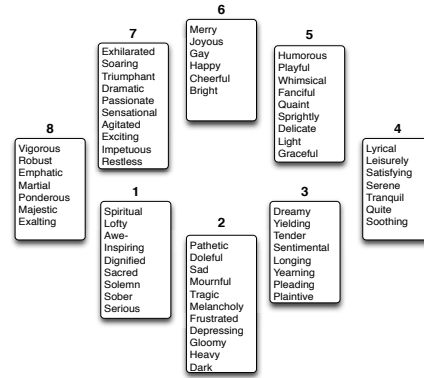 6
Merry
Joyous
Gay
Happy
Cheerful
Bright
7
Exhilarated
Soaring
Triumphant
Dramatic
Passionate
Sensational
Agitated
Exciting
Impetuous
Restless
5
Humorous
Playful
Whimsical
Fanciful
Quaint
Sprightly
Delicate
Light
Graceful
8
Vigorous
Robust
Emphatic
Martial
Ponderous
Majestic
Exalting
4
Lyrical
Leisurely
Satisfying
Serene
Tranquil
Quite
Soothing
1
Spiritual
Lofty
Awe-
Inspiring
Dignified
Sacred
Solemn
Sober
Serious
2
Pathetic
Doleful
Sad
Mournful
Tragic
Melancholy
Frustrated
Depressing
Gloomy
Heavy
Dark
3
Dreamy
Yielding
Tender
Sentimental
Longing
Yearning
Pleading
Plaintive